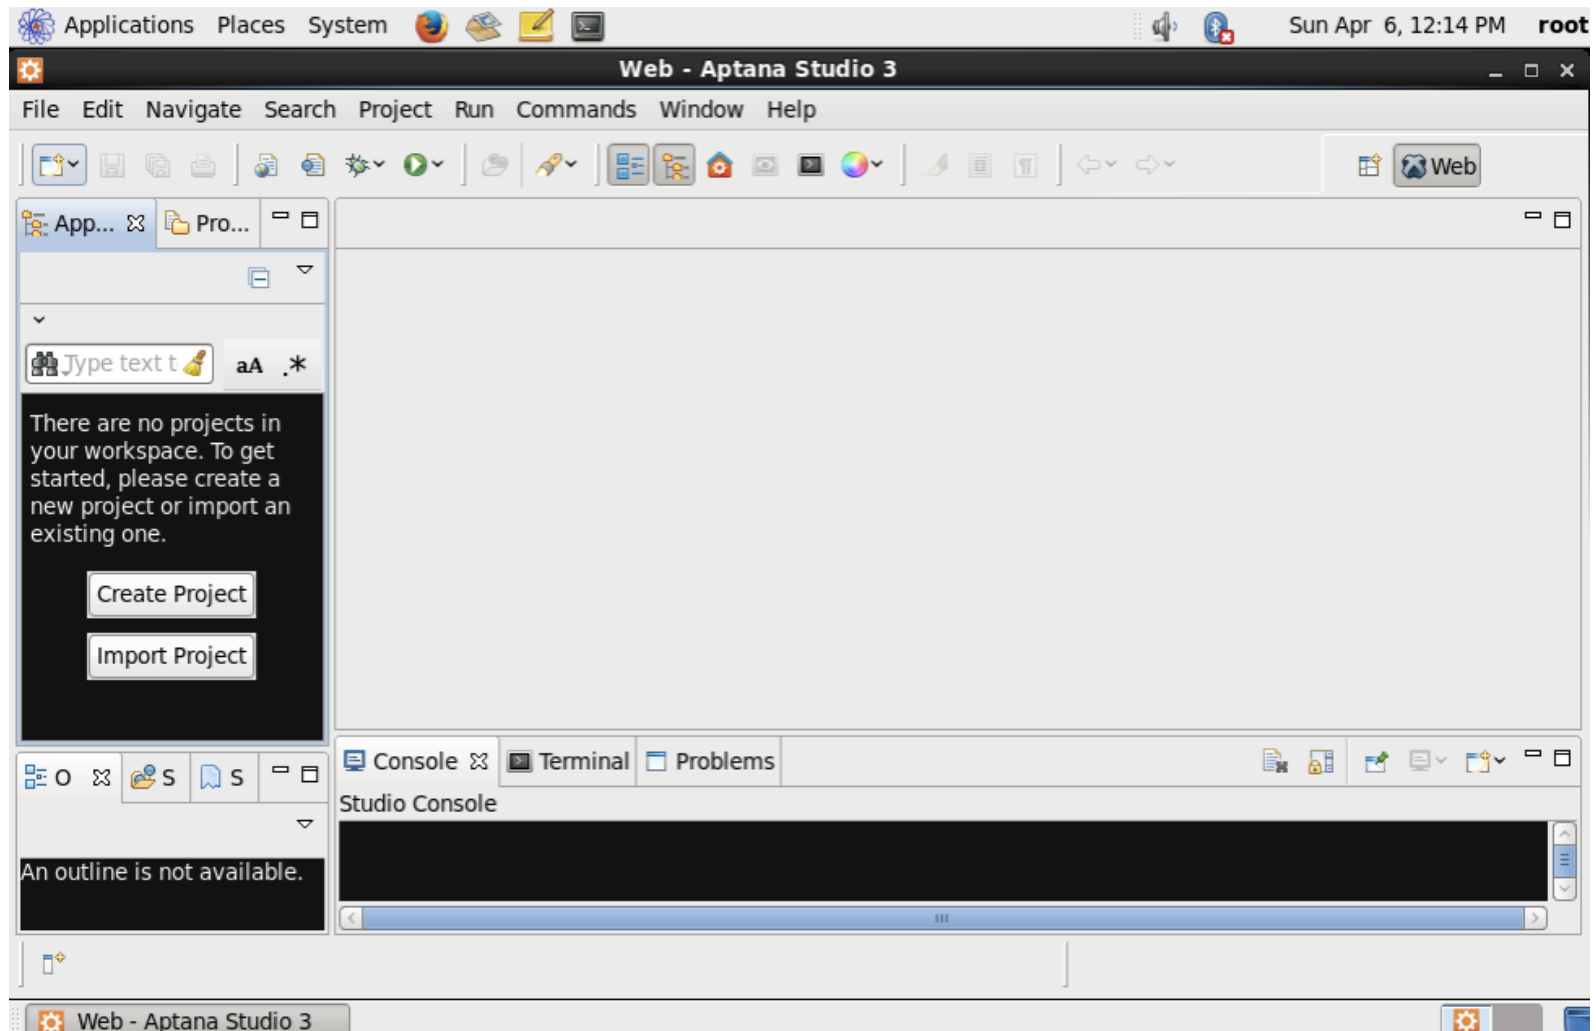 Applications Places System Sun Apr 6, 12:14 PM root
Web - Aptana Studio 3
File Edit Navigate Search Project Run Commands Window Help
Web
App... Pro...
Type text t
aA .*
There are no projects in
your workspace. To get
started, please create a
new project or import an
existing one.
Create Project
Import Project
O S S
An outline is not available.
Console Terminal Problems
Studio Console
Web - Aptana Studio 3